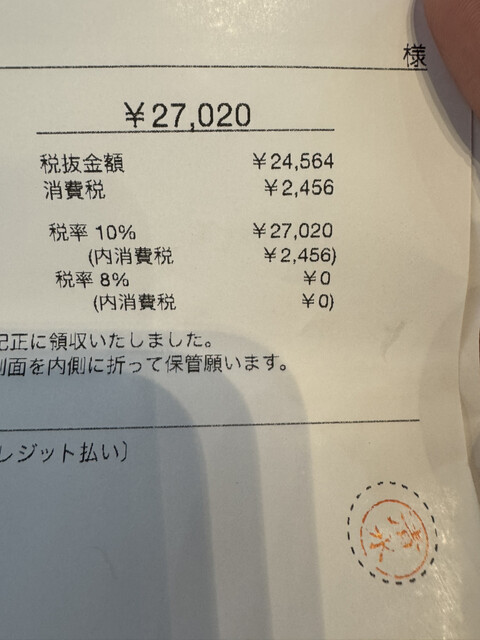 様
￥27,020
税抜金額 ￥24,564
消費税 ￥2,456
税率 10% ￥27,020
(内消費税 ￥2,456)
税率 8% ￥0
(内消費税 ￥0)
記正に領収いたしました。
刷面を内側に折って保管願います。
レジット払い）